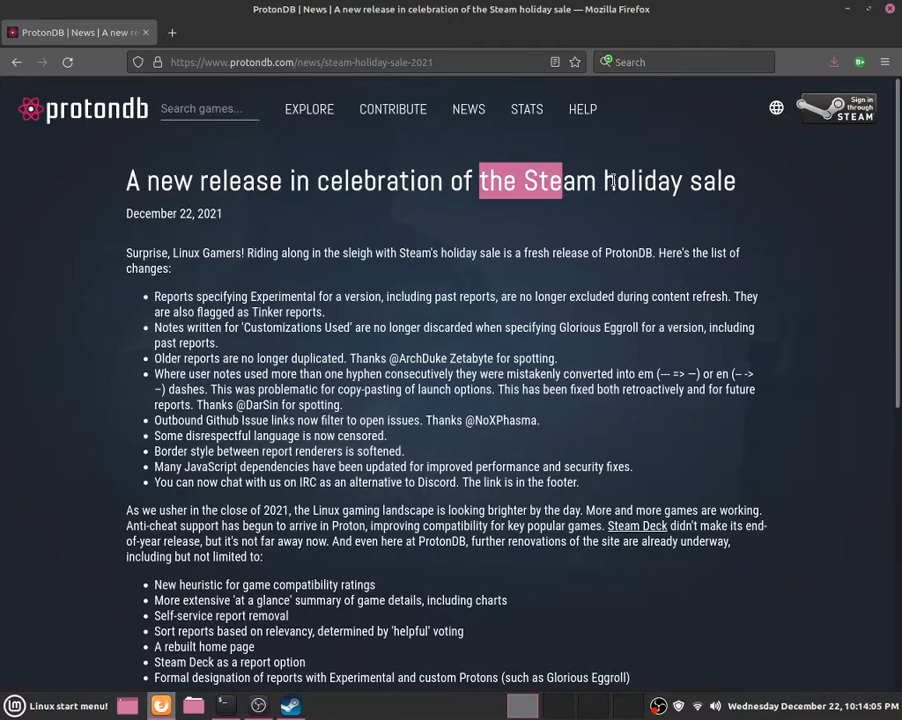 ProtonDB | News | A new release in celebration of the Steam holiday sale — Mozilla Firefox
ProtonDB | News | A new re
https://www.protondb.com/news/steam-holiday-sale-2021
Search
protondb
Search games...
EXPLORE CONTRIBUTE NEWS STATS HELP
Sign in through STEAM
A new release in celebration of the Steam holiday sale
December 22, 2021
Surprise, Linux Gamers! Riding along in the sleigh with Steam's holiday sale is a fresh release of ProtonDB. Here's the list of
changes:
• Reports specifying Experimental for a version, including past reports, are no longer excluded during content refresh. They
are also flagged as Tinker reports.
• Notes written for 'Customizations Used' are no longer discarded when specifying Glorious Eggroll for a version, including
past reports.
• Older reports are no longer duplicated. Thanks @ArchDuke Zetabyte for spotting.
• Where user notes used more than one hyphen consecutively they were mistakenly converted into em (--- => —) or en (-- ->
–) dashes. This was problematic for copy-pasting of launch options. This has been fixed both retroactively and for future
reports. Thanks @DarSin for spotting.
• Outbound Github Issue links now filter to open issues. Thanks @NoXPhasma.
• Some disrespectful language is now censored.
• Border style between report renderers is softened.
• Many JavaScript dependencies have been updated for improved performance and security fixes.
• You can now chat with us on IRC as an alternative to Discord. The link is in the footer.
As we usher in the close of 2021, the Linux gaming landscape is looking brighter by the day. More and more games are working.
Anti-cheat support has begun to arrive in Proton, improving compatibility for key popular games. Steam Deck didn't make its end-
of-year release, but it's not far away now. And even here at ProtonDB, further renovations of the site are already underway,
including but not limited to:
• New heuristic for game compatibility ratings
• More extensive 'at a glance' summary of game details, including charts
• Self-service report removal
• Sort reports based on relevancy, determined by 'helpful' voting
• A rebuilt home page
• Steam Deck as a report option
• Formal designation of reports with Experimental and custom Protons (such as Glorious Eggroll)
Linux start menu!
Wednesday December 22, 10:14:05 PM